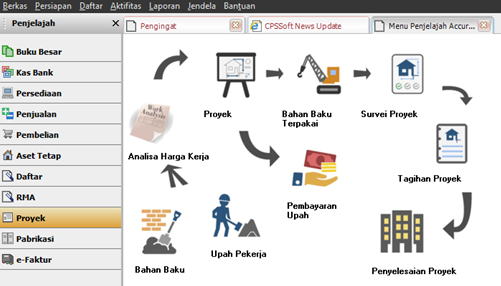 Berkas Persiapan Daftar Aktifitas Laporan Jendela Bantuan
Penjelajah
Pengingat
CPSSoft News Update
Menu Penjelajah Accur...
Buku Besar
Kas Bank
Persediaan
Penjualan
Pembelian
Aset Tetap
Daftar
RMA
Proyek
Pabrikasi
e-Faktur
Proyek
Bahan Baku
Terpakai
Survei Proyek
Work
Analysis
Analisa Harga Kerja
Tagihan Proyek
Pembayaran
Upah
Upah Pekerja
Bahan Baku
Penyelesaian Proyek